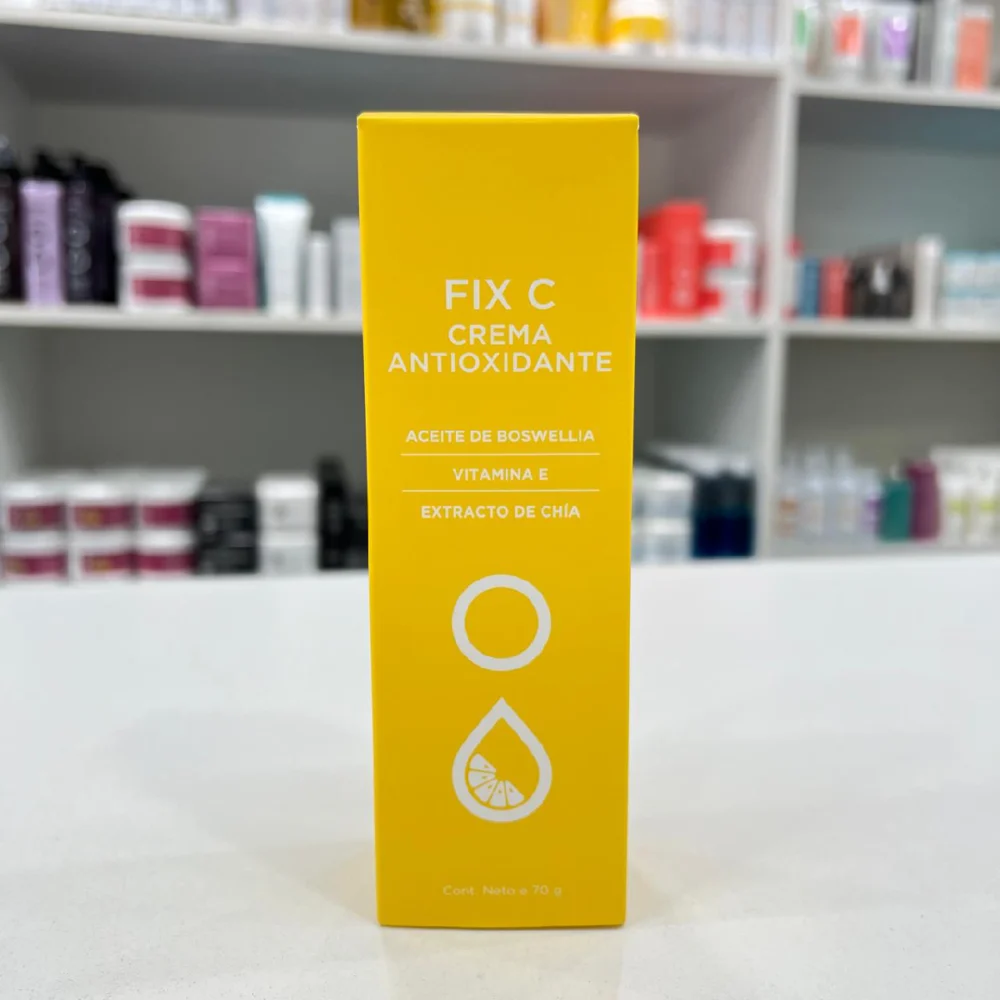 FIX C
CREMA
ANTIOXIDANTE
ACEITE DE BOSWELLIA
VITAMINA E
EXTRACTO DE CHÍA
Cont. Neto e 70 g